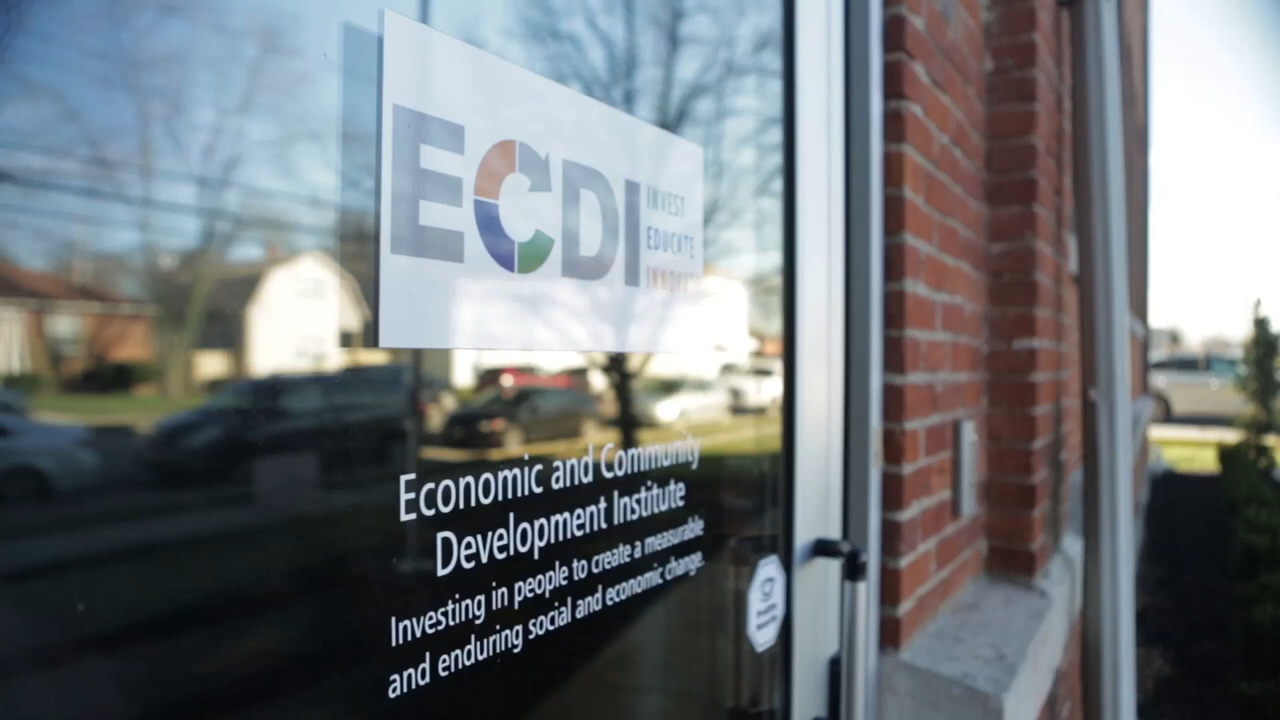 ECDI
INVEST
EDUCATE
Economic and Community
Development Institute
Investing in people to create a measurable
and enduring social and economic change.